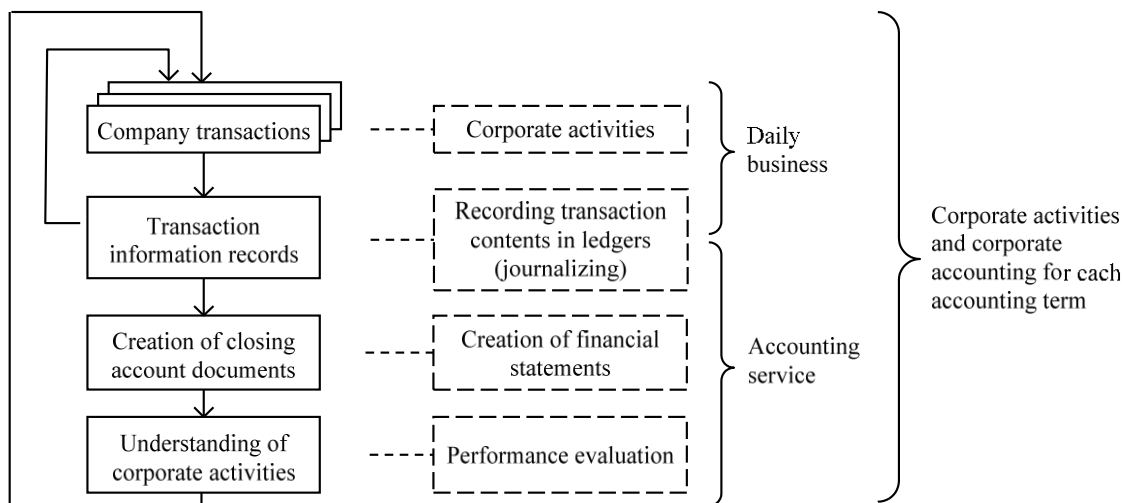 Company transactions
Corporate activities
Daily
business
Transaction
information records
Recording transaction
contents in ledgers
(journalizing)
Corporate activities
and corporate
accounting for cach
accounting term
Creation of closing
account documents
Creation of financial
statements
Accounting
service
Understanding of
corporate activities
Performance evaluation